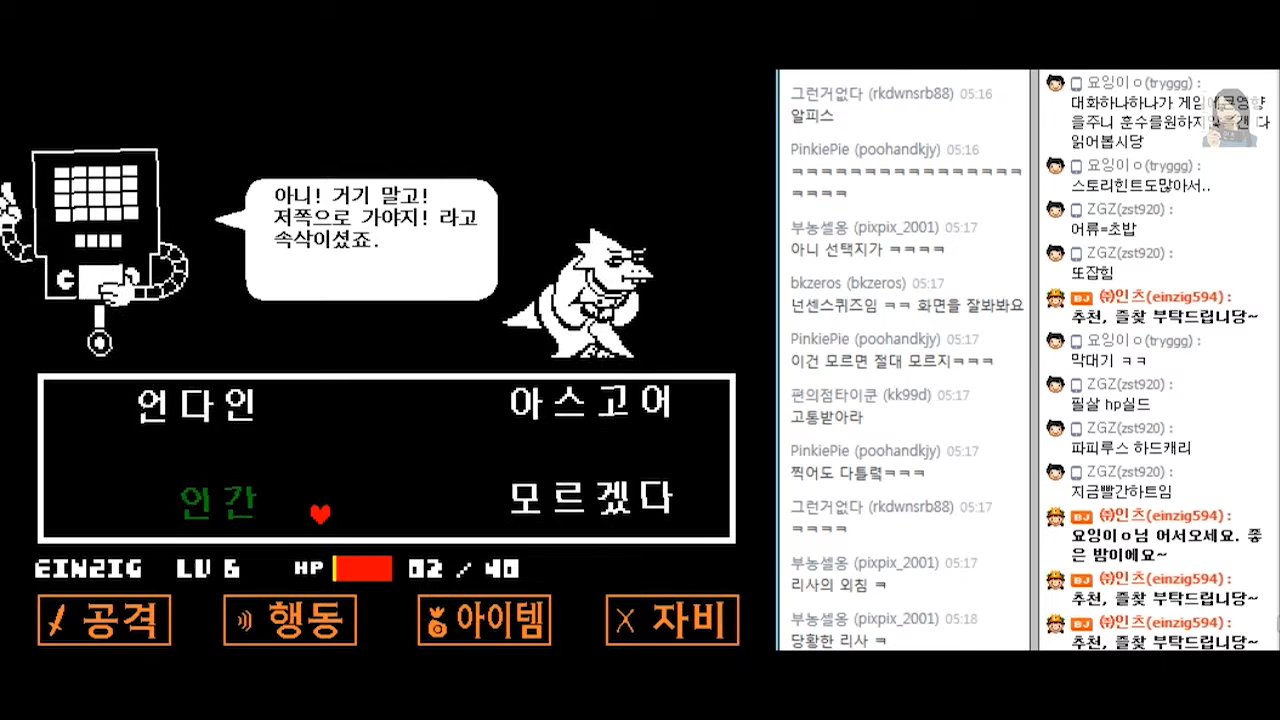 아니! 거기 말고!
저쪽으로 가야지! 라고
속삭이셨죠.
언다인
아스고어
인간
모르겠다
EINZIG LV 6 HP 02 / 40
공격
행동
아이템
자비
그런거없다 (rkdwnsrb88) 05:16
알피스
PinkiePie (poohandkjy) 05:16
ㅋㅋㅋㅋㅋㅋㅋㅋㅋㅋㅋㅋㅋㅋㅋㅋ
ㅋㅋㅋㅋ
부농셀옹 (pixpix_2001) 05:17
아니 선택지가 ㅋㅋㅋㅋ
bkzeros (bkzeros) 05:17
넌센스퀴즈임 ㅋㅋ 화면을 잘봐봐요
PinkiePie (poohandkjy) 05:17
이건 모르면 절대 모르지ㅋㅋㅋ
편의점타이쿤 (kk99d) 05:17
고통받아라
PinkiePie (poohandkjy) 05:17
찍어도 다틀렼ㅋㅋㅋ
그런거없다 (rkdwnsrb88) 05:17
ㅋㅋㅋㅋ
부농셀옹 (pixpix_2001) 05:17
리사의 외침 ㅋ
부농셀옹 (pixpix_2001) 05:18
당황한 리사 ㅋ
요잉이ㅇ(tryggg) :
대화하나하나가 게임에큰영향
을주니 훈수를원하지 다
읽어봅시당
요잉이ㅇ(tryggg) :
스토리힌트도많아서..
ZGZ(zst920) :
어류=초밥
ZGZ(zst920) :
또잡힘
BJ ㈜인츠(einzig594) :
추천, 즐찾 부탁드립니당~
요잉이ㅇ(tryggg) :
막대기 ㅋㅋ
ZGZ(zst920) :
필살 hp실드
ZGZ(zst920) :
파피루스 하드캐리
ZGZ(zst920) :
지금빨간하트임
BJ ㈜인츠(einzig594) :
요잉이ㅇ님 어서오세요. 좋
은 밤이에요~
BJ ㈜인츠(einzig594) :
추천, 즐찾 부탁드립니당~
BJ ㈜인츠(einzig594) :
추천, 즐찾 부탁드립니당~